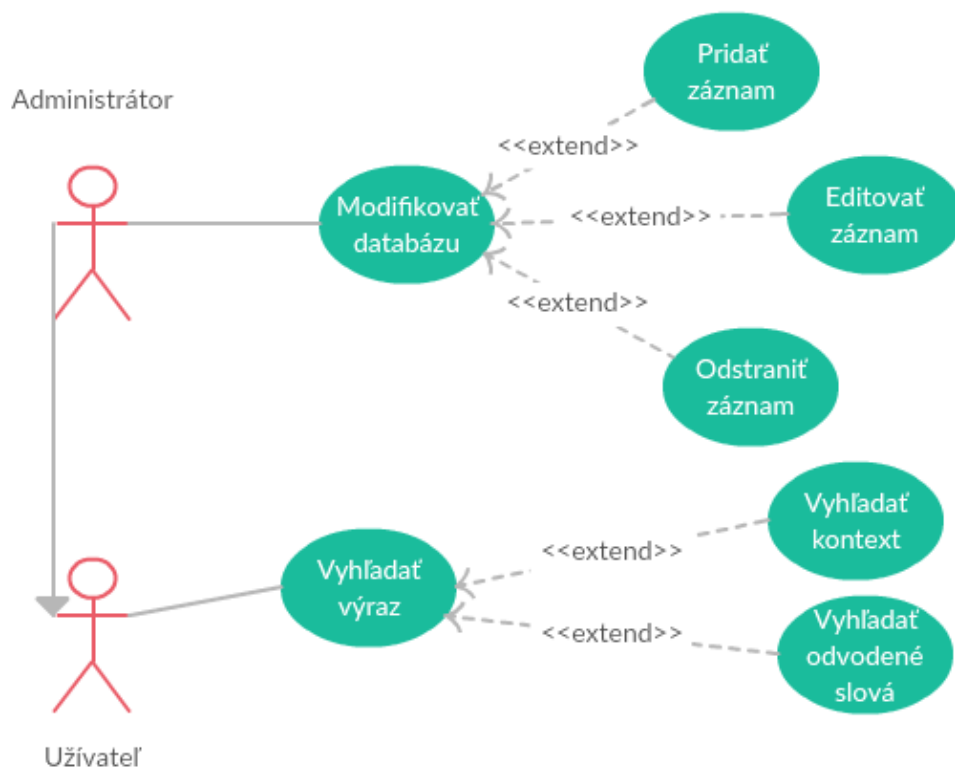 Administrátor
Pridať
záznam
<<extend>>
Modifikovať
databázu
<<extend>>
Editovať
záznam
<<extend>>
Odstraniť
záznam
Vyhľadať
kontext
<<extend>>
Vyhľadať
výraz
<<extend>>
Vyhľadať
odvodené
slová
Užívateľ